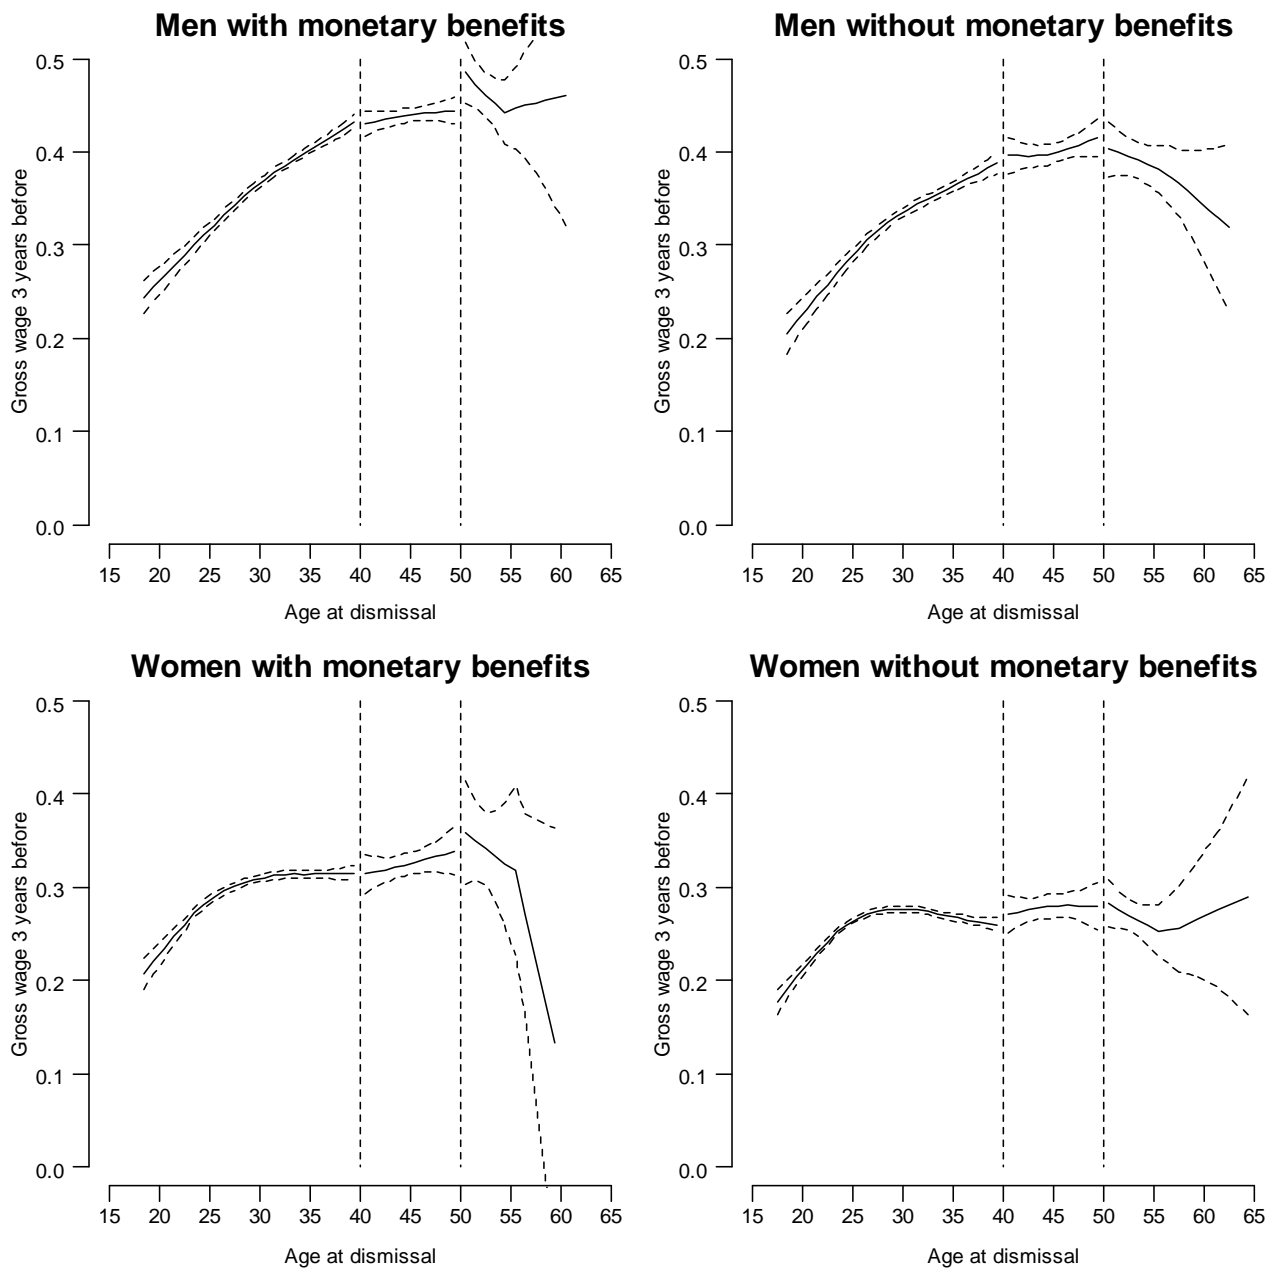 Men with monetary benefits
Gross wage 3 years before
0.5
0.4
0.3
0.2
0.1
0.0
15 20 25 30 35 40 45 50 55 60 65
Age at dismissal
Men without monetary benefits
Gross wage 3 years before
0.5
0.4
0.3
0.2
0.1
0.0
15 20 25 30 35 40 45 50 55 60 65
Age at dismissal
Women with monetary benefits
Gross wage 3 years before
0.5
0.4
0.3
0.2
0.1
0.0
15 20 25 30 35 40 45 50 55 60 65
Age at dismissal
Women without monetary benefits
Gross wage 3 years before
0.5
0.4
0.3
0.2
0.1
0.0
15 20 25 30 35 40 45 50 55 60 65
Age at dismissal